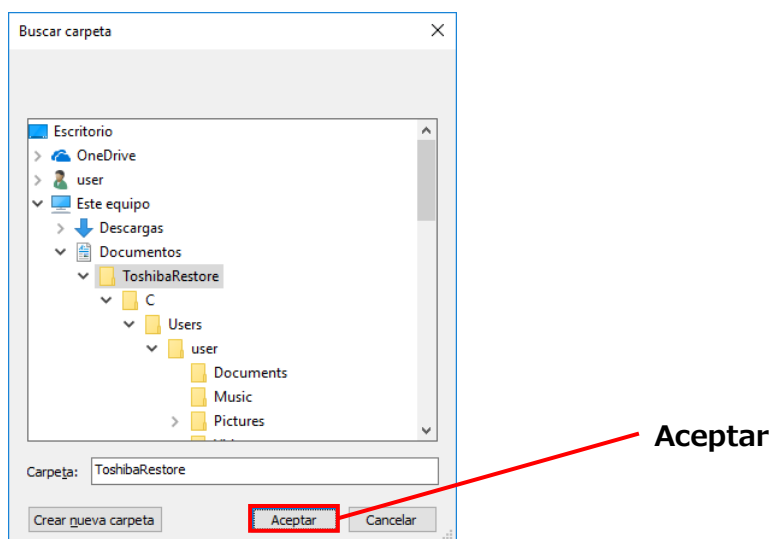 Buscar carpeta
Escritorio
OneDrive
user
Este equipo
Descargas
Documentos
ToshibaRestore
C
Users
user
Documents
Music
Pictures
Carpeta: ToshibaRestore
Crear nueva carpeta Aceptar Cancelar
Aceptar